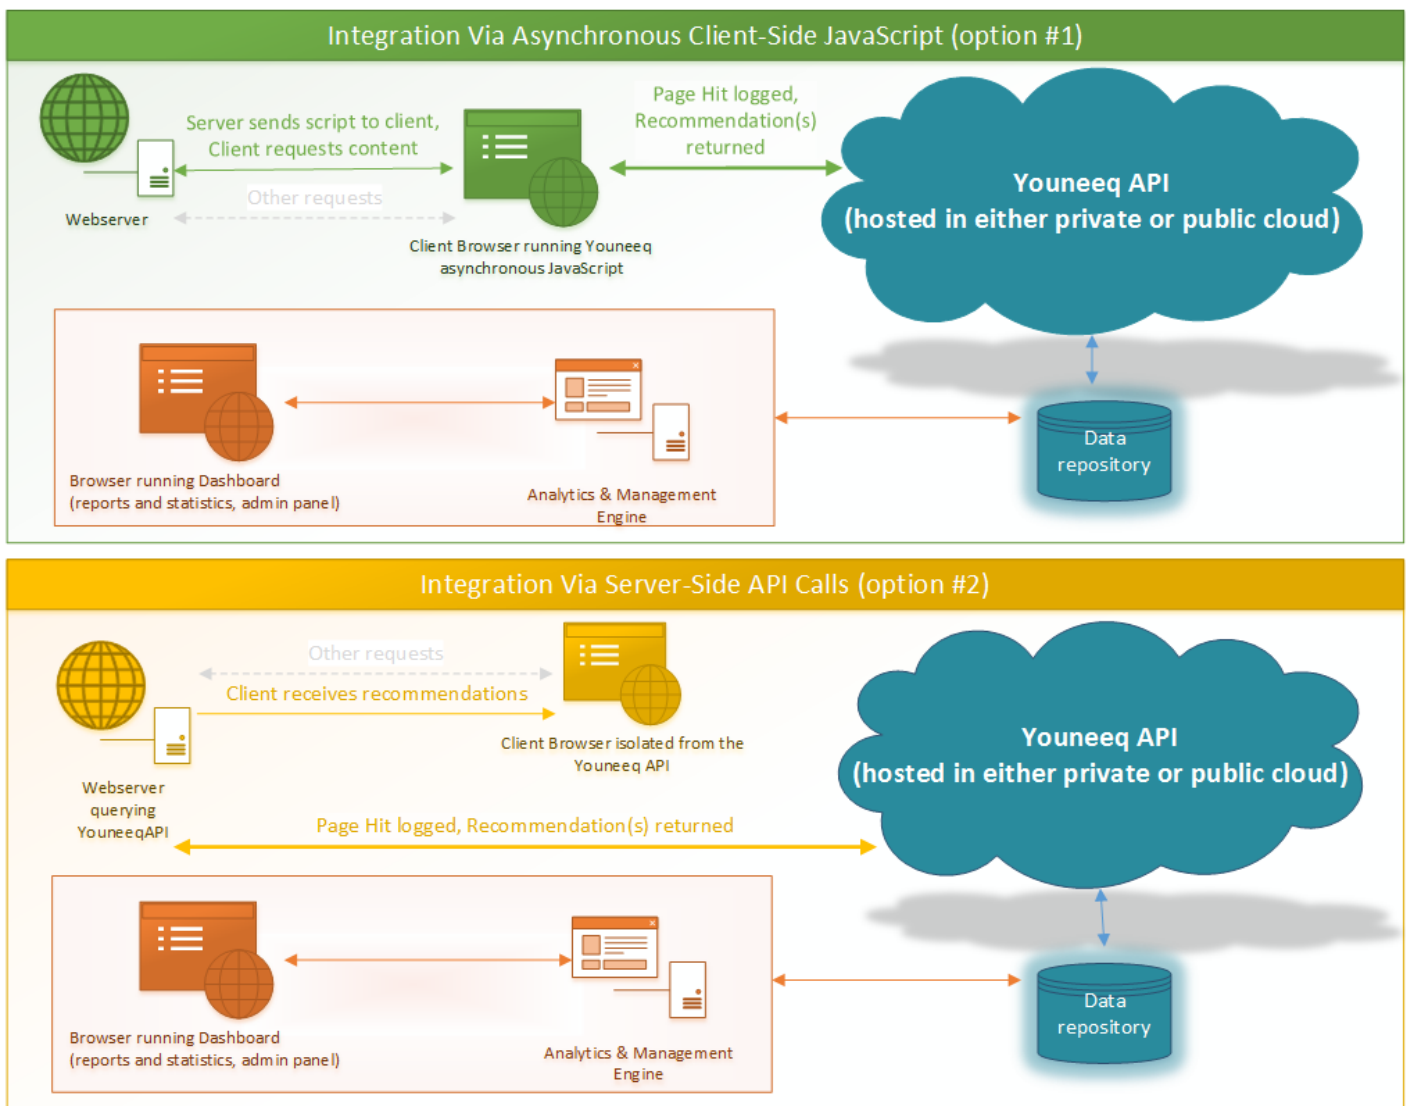 Integration Via Asynchronous Client-Side JavaScript (option #1)
Server sends script to client,
Client requests content
Other requests
Webserver
Client Browser running Youneeq
asynchronous JavaScript
Page Hit logged,
Recommendation(s)
returned
Youneeq API
(hosted in either private or public cloud)
Browser running Dashboard
(reports and statistics, admin panel)
Analytics & Management
Engine
Data
repository
Integration Via Server-Side API Calls (option #2)
Other requests
Client receives recommendations
Client Browser isolated from the
Youneeq API
Webserver
querying
YouneeqAPI
Page Hit logged, Recommendation(s) returned
Youneeq API
(hosted in either private or public cloud)
Browser running Dashboard
(reports and statistics, admin panel)
Analytics & Management
Engine
Data
repository